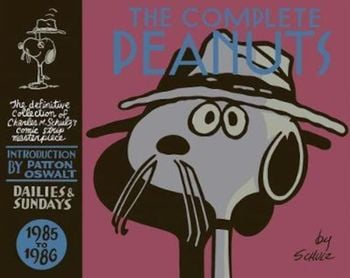 The definitive
Collection of
Charles M. Schulz's
comic strip
masterpiece
INTRODUCTION
BY PATTON
OSWALT
DAILIES &
SUNDAYS
1985
TO
1986
THE COMPLETE
PEANUTS
by
SCHULZ